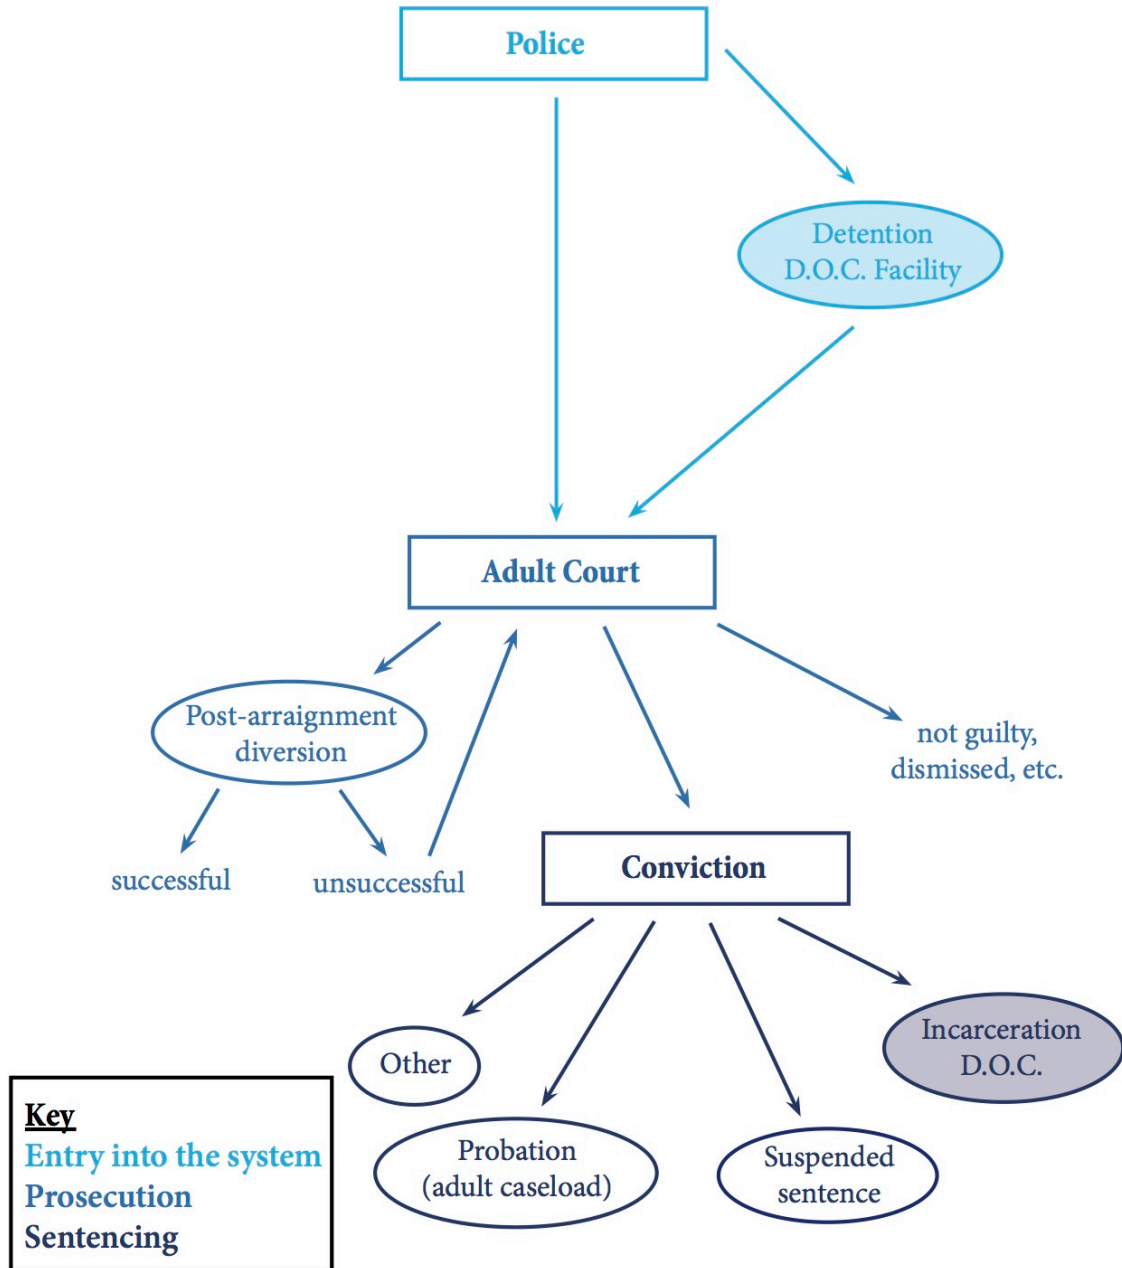 Police
Detention
D.O.C. Facility
Adult Court
Post-arraignment
diversion
not guilty,
dismissed, etc.
successful
unsuccessful
Conviction
Other
Probation
(adult caseload)
Suspended
sentence
Incarceration
D.O.C.
Key
Entry into the system
Prosecution
Sentencing